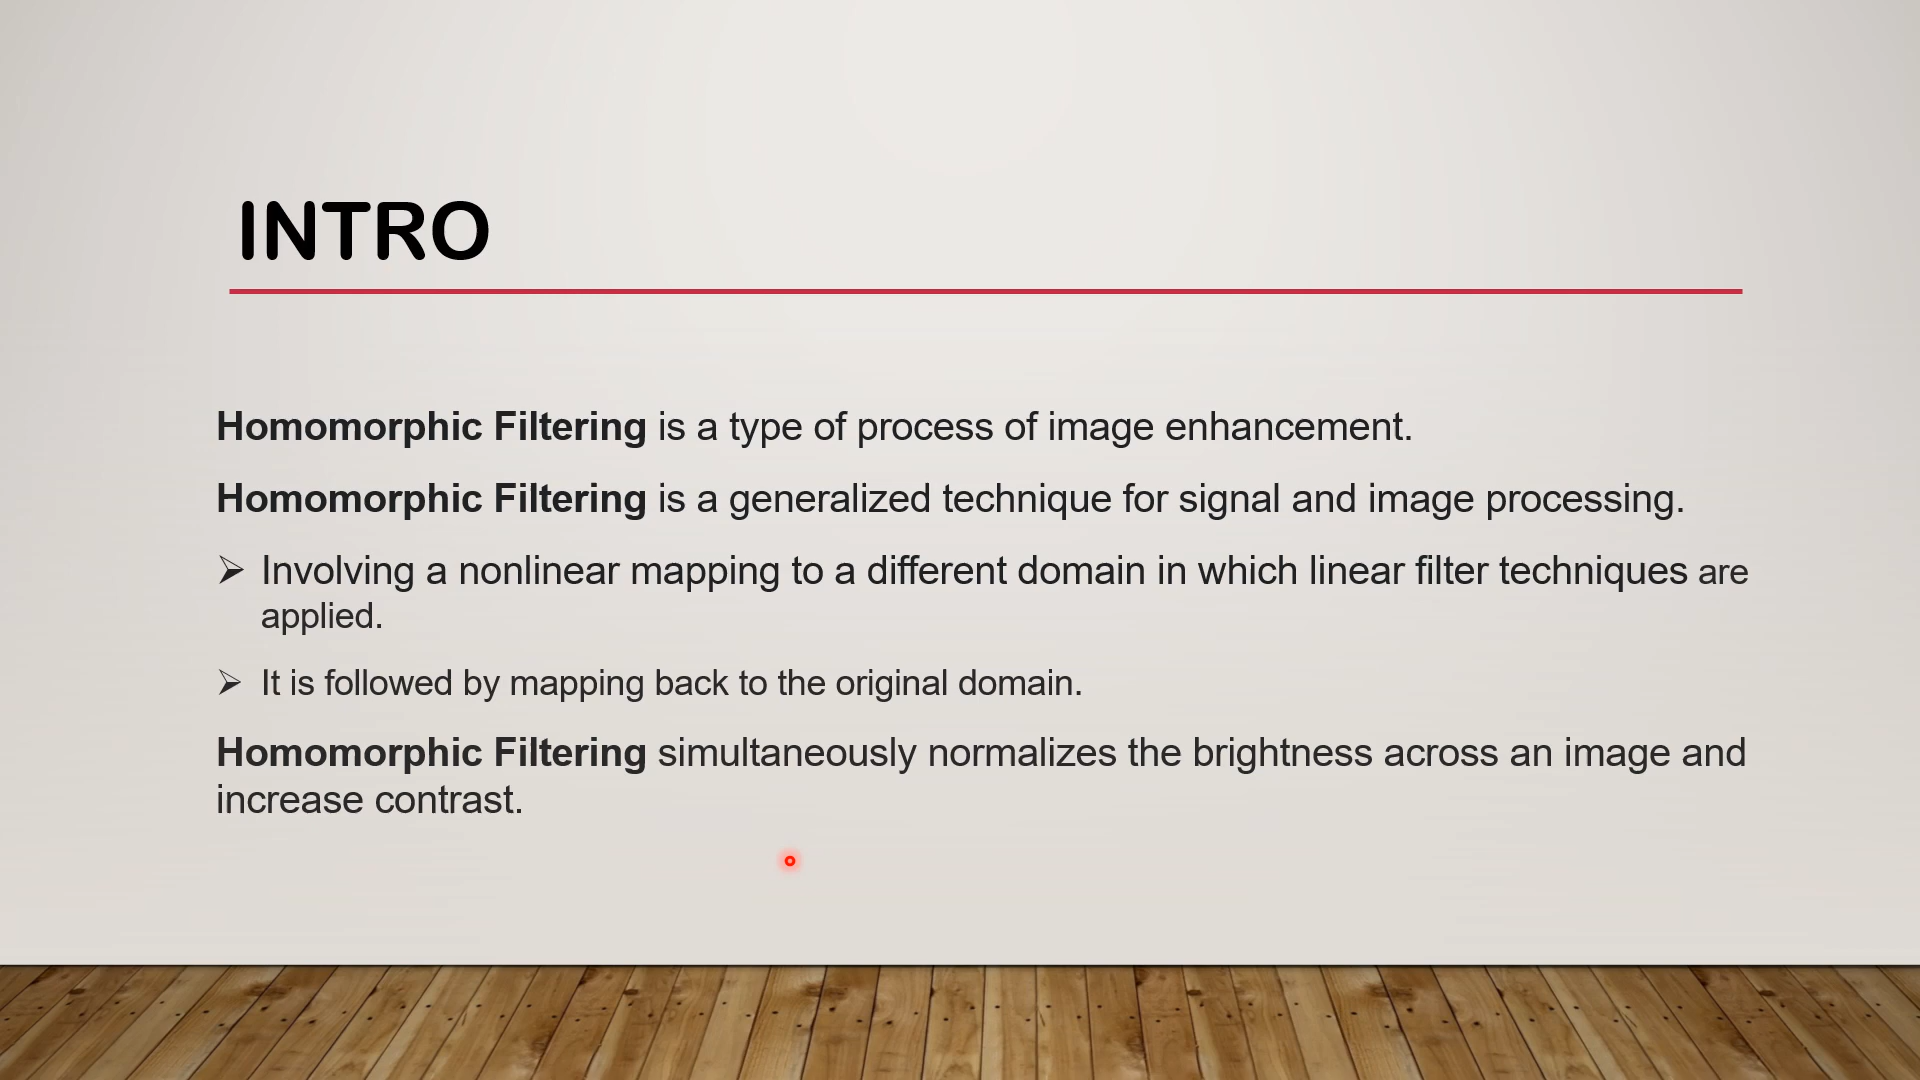 INTRO
Homomorphic Filtering is a type of process of image enhancement.
Homomorphic Filtering is a generalized technique for signal and image processing.
➢ Involving a nonlinear mapping to a different domain in which linear filter techniques are
applied.
➢ It is followed by mapping back to the original domain.
Homomorphic Filtering simultaneously normalizes the brightness across an image and
increase contrast.